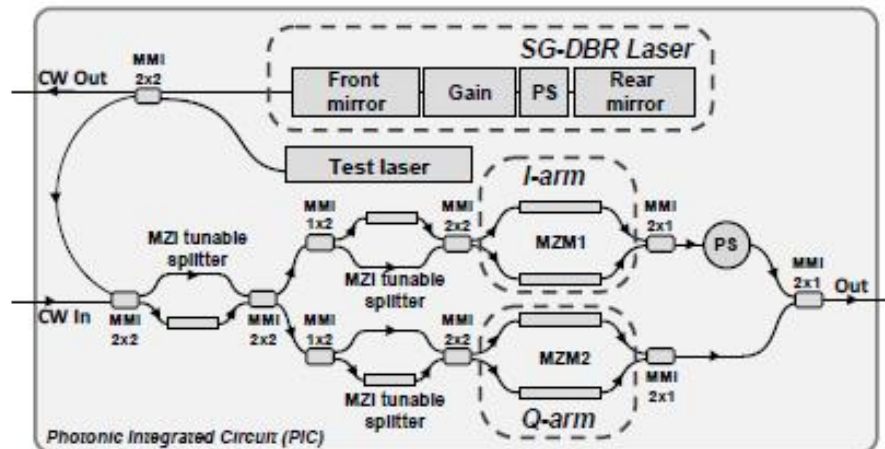 SG-DBR Laser
MMI
2x2
CW Out
Front
mirror
Gain
PS
Rear
mirror
Test laser
I-arm
MMI
1x2
MMI
2x2
MMI
2x1
MZI tunable
splitter
MZM1
PS
MZI tunable
splitter
MMI
2x1
Out
CW In
MMI
2x2
MMI
2x2
MMI
1x2
MMI
2x2
MZM2
MMI
2x1
MZI tunable
splitter
Q-arm
Photonic Integrated Circuit (PIC)